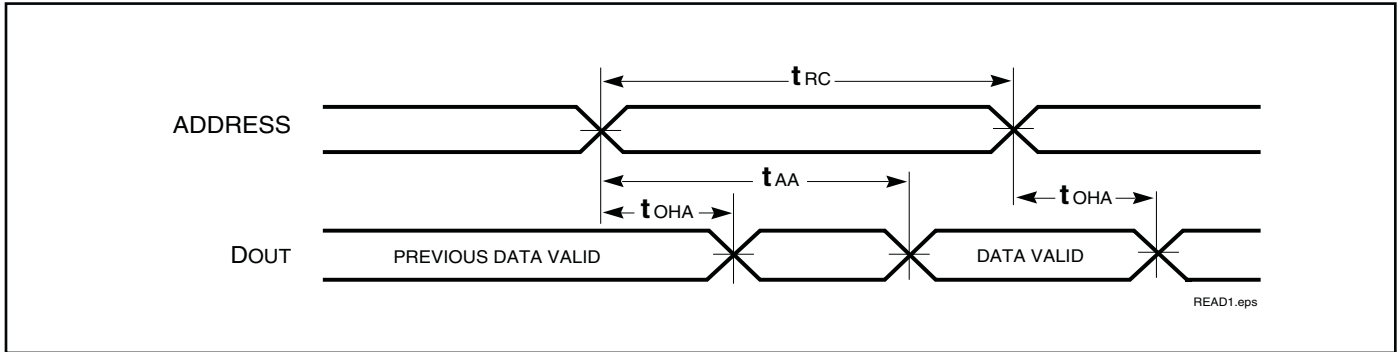 tRC
ADDRESS
tAA
tOHA
tOHA
DOUT
PREVIOUS DATA VALID
DATA VALID
READ1.eps